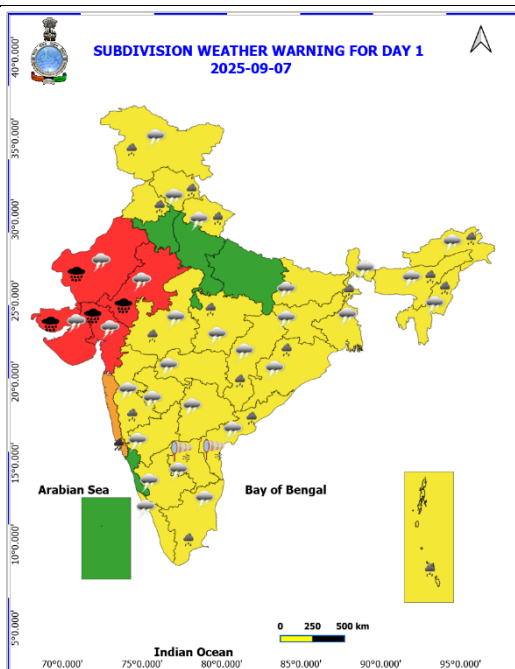 SUBDIVISION WEATHER WARNING FOR DAY 1
2025-09-07
40°0.000'
35°0.000'
30°0.000'
25°0.000'
20°0.000'
15°0.000'
10°0.000'
5°0.000'
Arabian Sea
Bay of Bengal
0 250 500 km
Indian Ocean
70°0.000' 75°0.000' 80°0.000' 85°0.000' 90°0.000' 95°0.000'